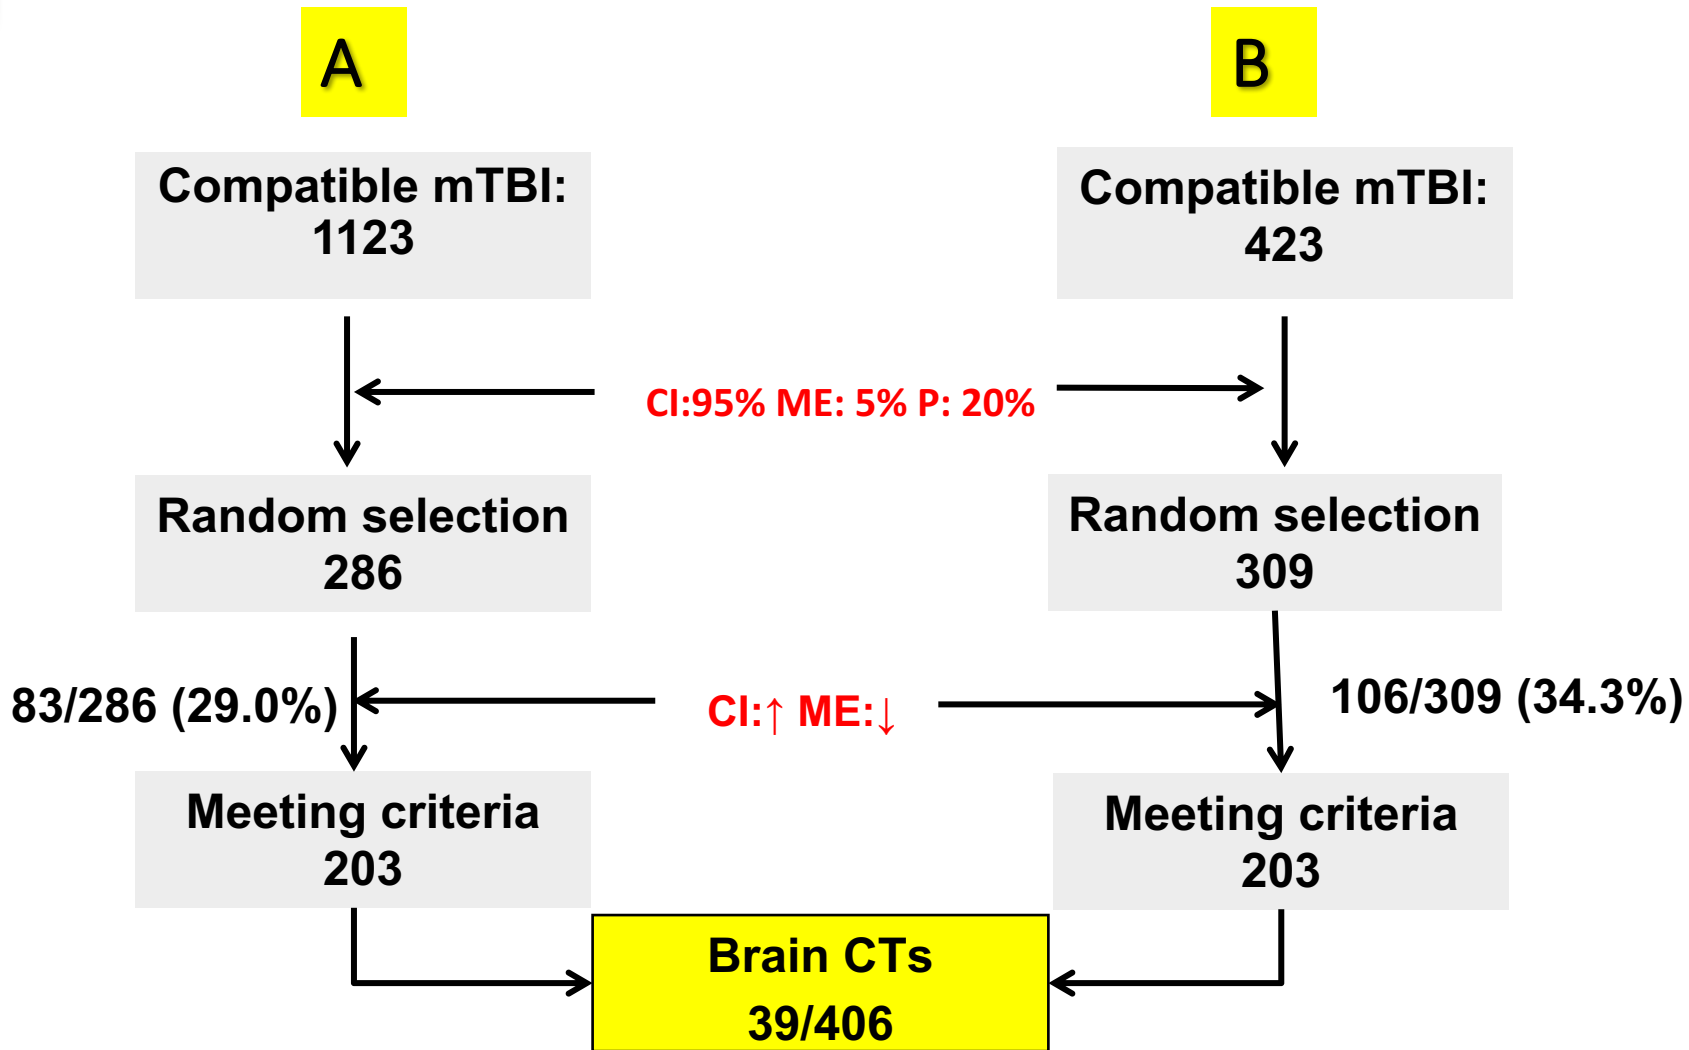 A
B
Compatible mTBI:
1123
Compatible mTBI:
423
CI:95% ME: 5% P: 20%
Random selection
286
Random selection
309
83/286 (29.0%)
CI:↑ ME:↓
106/309 (34.3%)
Meeting criteria
203
Meeting criteria
203
Brain CTs
39/406